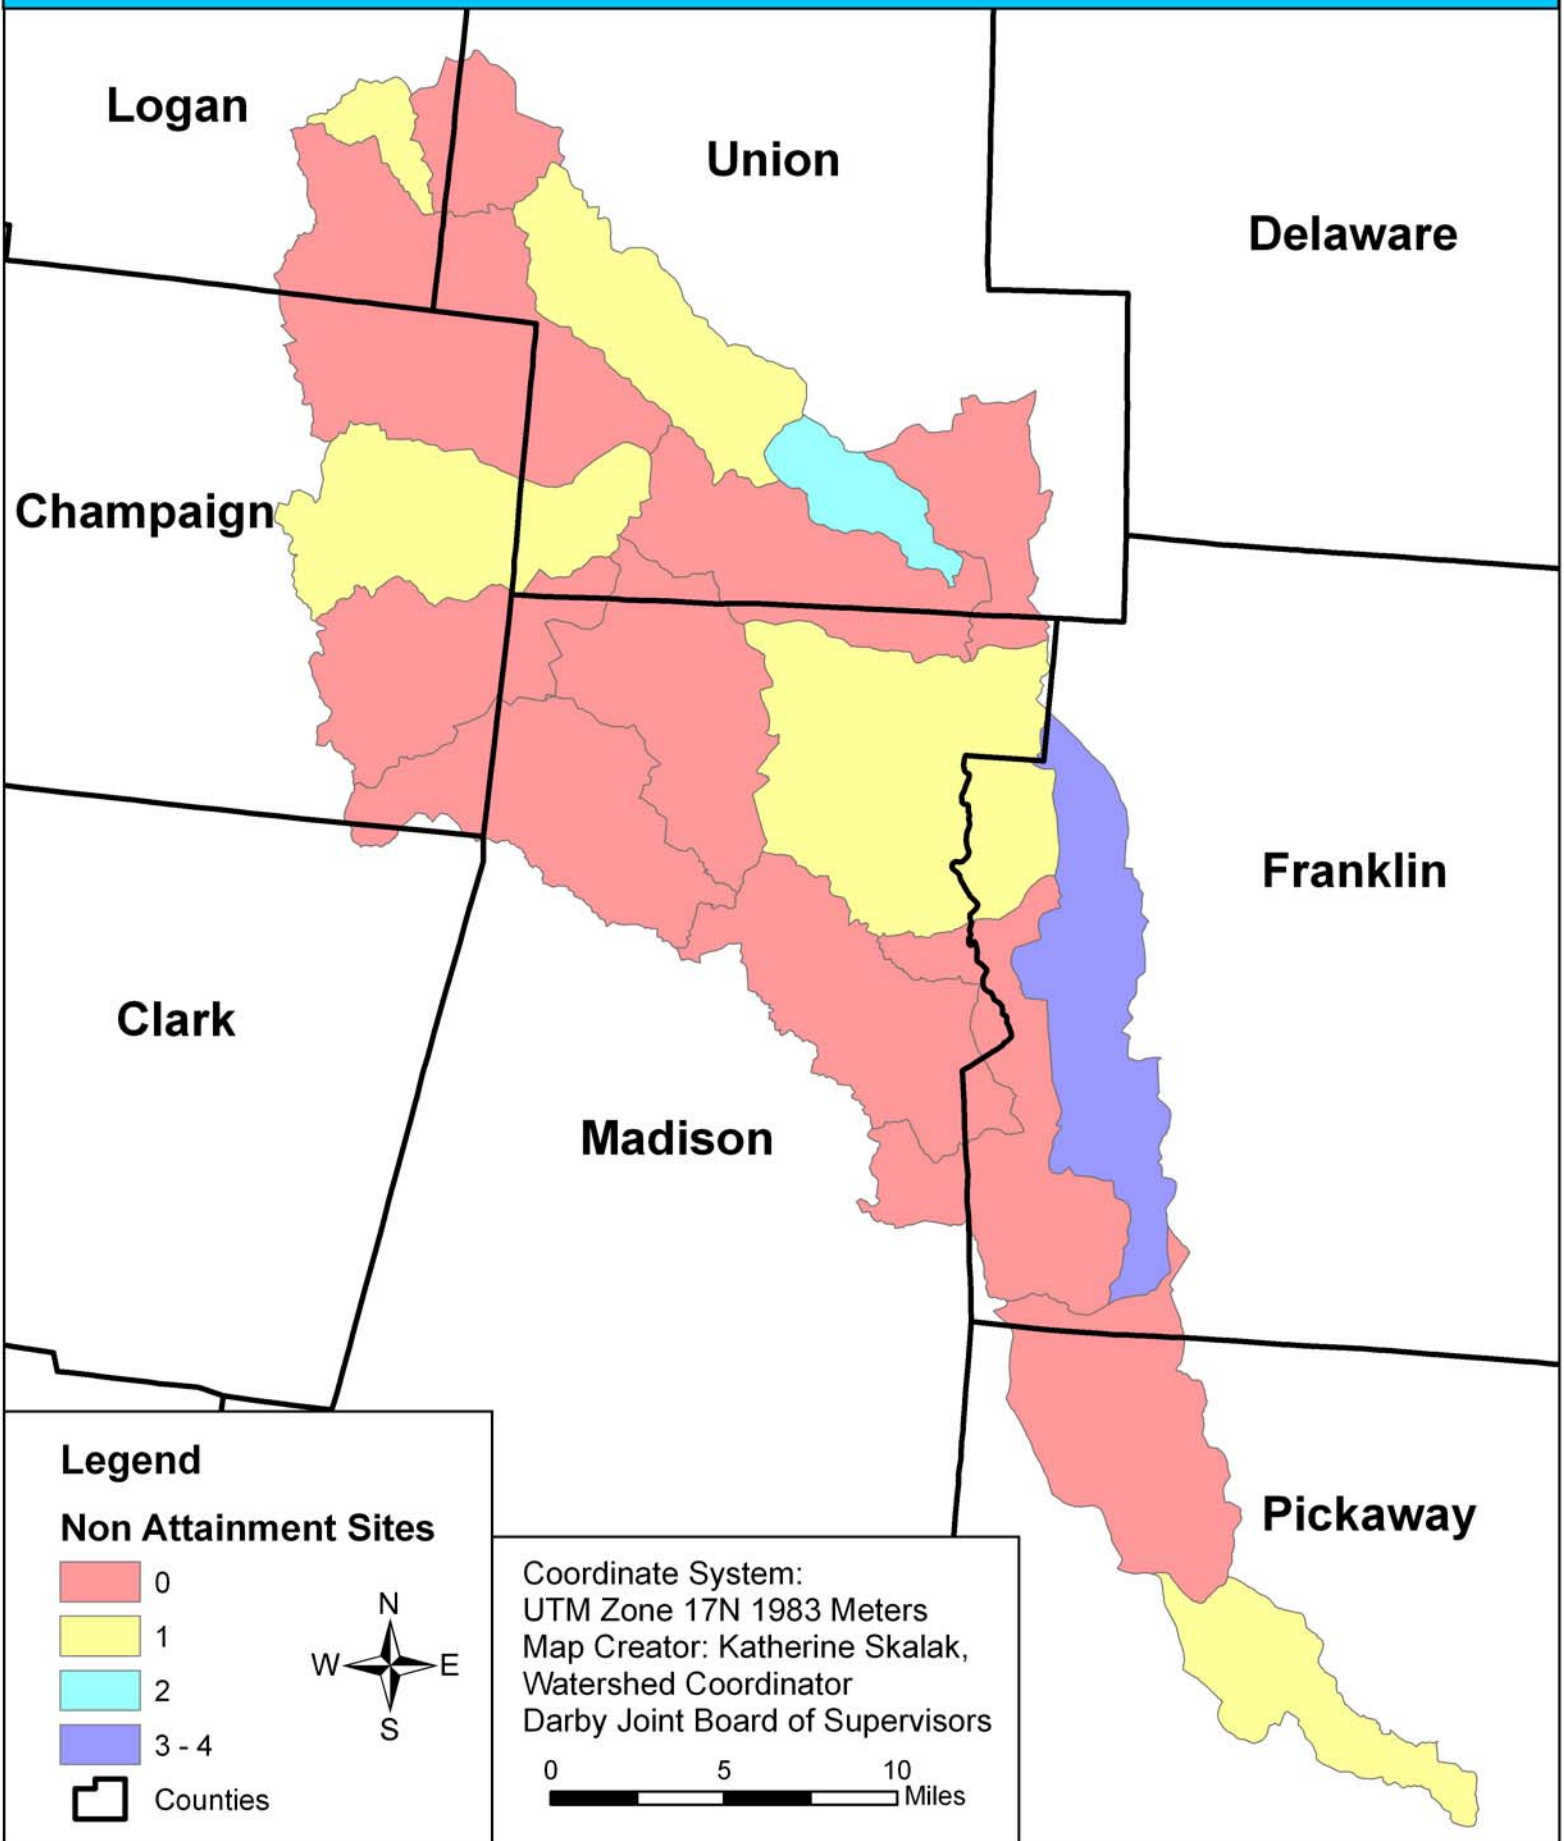 Logan
Union
Delaware
Champaign
Franklin
Clark
Madison
Pickaway
Legend
Non Attainment Sites
0
1
2
3 - 4
Counties
N
W E
S
Coordinate System:
UTM Zone 17N 1983 Meters
Map Creator: Katherine Skalak,
Watershed Coordinator
Darby Joint Board of Supervisors
0 5 10
Miles